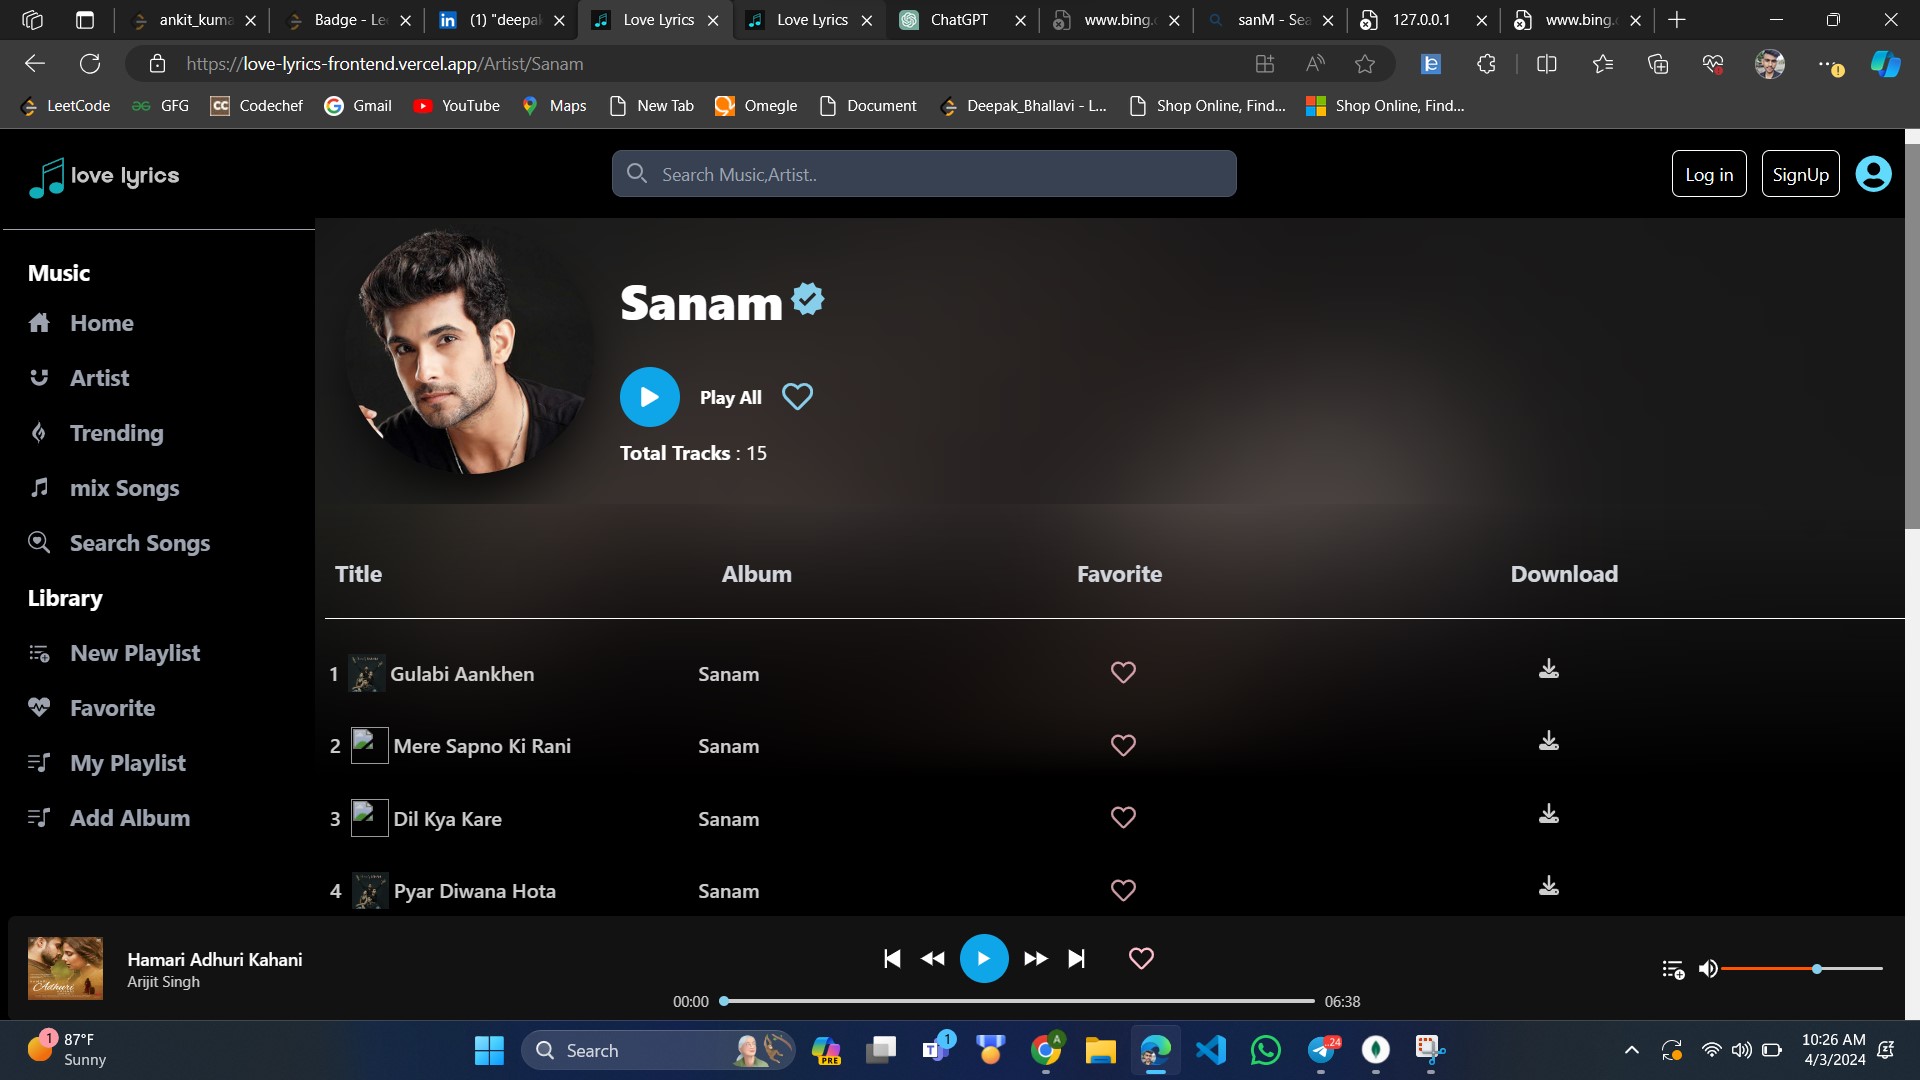 ankit_kuma
Badge - Lee
(1) "deepak
Love Lyrics
Love Lyrics
ChatGPT
www.bing.c
sanM - Sea
127.0.0.1
www.bing.c
https://love-lyrics-frontend.vercel.app/Artist/Sanam
LeetCode
GFG
Codechef
Gmail
YouTube
Maps
New Tab
Omegle
Document
Deepak_Bhallavi - L...
Shop Online, Find...
Shop Online, Find...
love lyrics
Search Music,Artist..
Log in
SignUp
Music
Home
Artist
Trending
mix Songs
Search Songs
Library
New Playlist
Favorite
My Playlist
Add Album
Sanam
Play All
Total Tracks : 15
Title Album Favorite Download
1 Gulabi Aankhen Sanam
2 Mere Sapno Ki Rani Sanam
3 Dil Kya Kare Sanam
4 Pyar Diwana Hota Sanam
Hamari Adhuri Kahani
Arijit Singh
00:00
06:38
1
87°F
Sunny
Search
PRE
1
A
..24
10:26 AM
4/3/2024